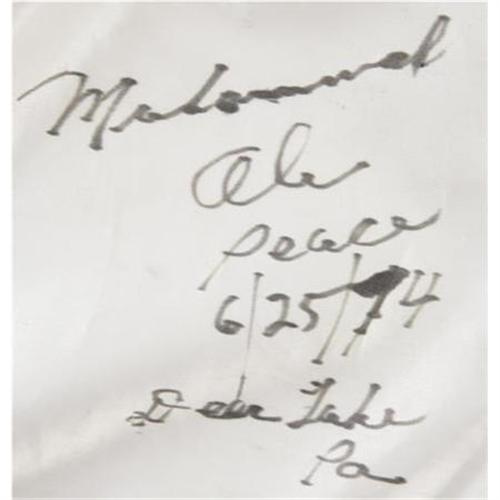 Muhammad
Ali
Peace
6/25/74
Deer Lake
Pa